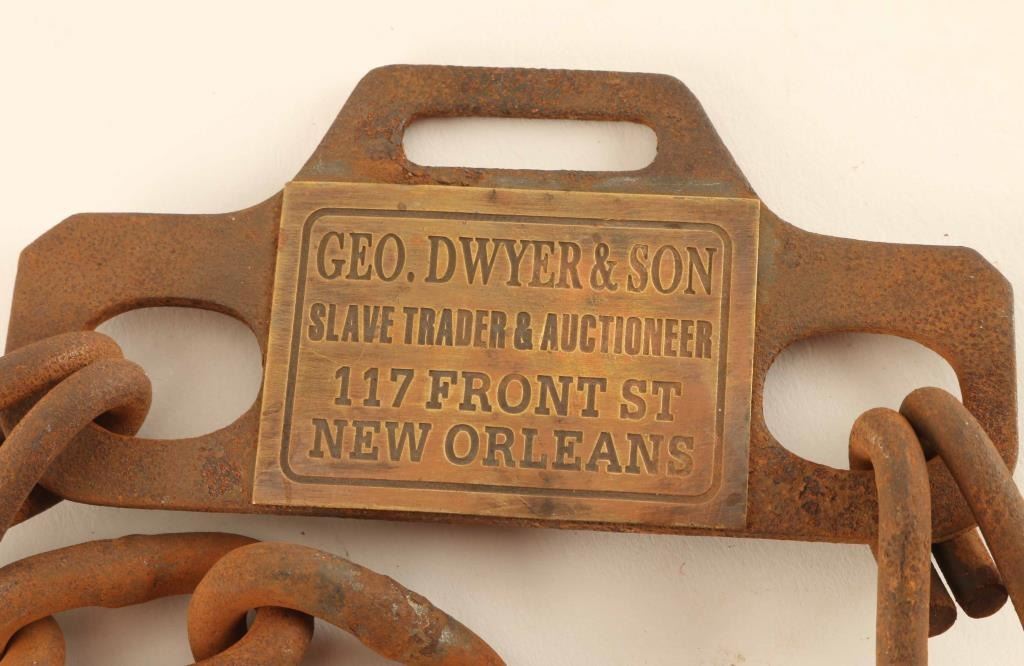 GEO. DWYER & SON
SLAVE TRADER & AUCTIONEER
117 FRONT ST
NEW ORLEANS